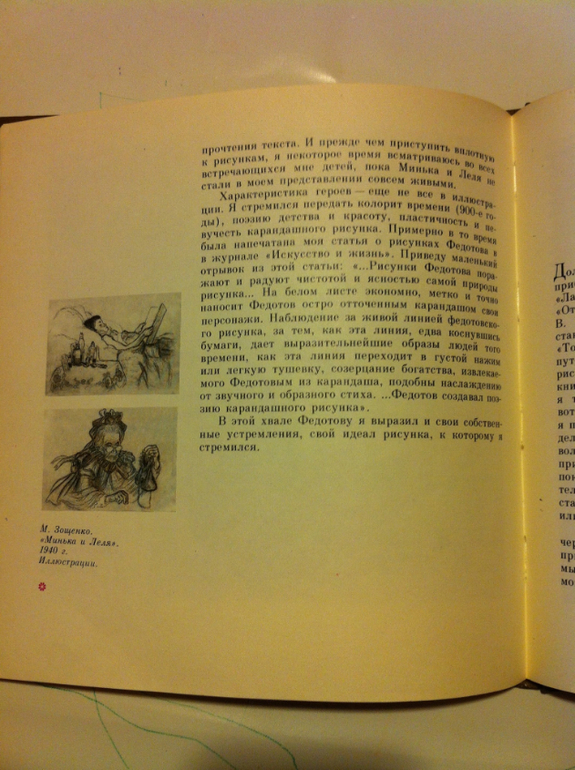 прочтения текста. И прежде чем приступить вплотную
к рисункам, я некоторое время всматриваюсь во всех
встречающихся мне детей, пока Минька и Леля не
стали в моем представлении совсем живыми.
Характеристика героев — еще не все в иллюстра-
ции. Я стремился передать колорит времени (900-е го-
ды), поэзию детства и красоту, пластичность и пе-
вучесть карандашного рисунка. Примерно в то время
была напечатана моя статья о рисунках Федотова в
в журнале «Искусство и жизнь». Приведу маленький
отрывок из этой статьи: «...Рисунки Федотова пора-
жают и радуют чистотой и ясностью самой природы
рисунка... На белом листе экономно, метко и точно
наносит Федотов остро отточенным карандашом свои
персонажи. Наблюдение за живой линией федотовско-
го рисунка, за тем, как эта линия, едва коснувшись
бумаги, дает выразительнейшие образы людей того
времени, как эта линия переходит в густой нажим
или легкую тушевку, созерцание богатства, извлекае-
мого Федотовым из карандаша, подобны наслаждению
от звучного и образного стиха. ...Федотов создавал поэ-
зию карандашного рисунка».
В этой хвале Федотову я выразил и свои собствен-
ные устремления, свой идеал рисунка, к которому я
стремился.
М. Зощенко.
«Минька и Леля».
1940 г.
Иллюстрации.